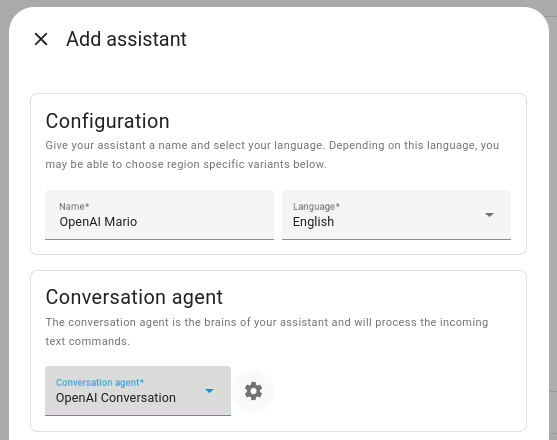 Add assistant
Configuration
Give your assistant a name and select your language. Depending on this language, you
may be able to choose region specific variants below.
Name*
OpenAI Mario
Language*
English
Conversation agent
The conversation agent is the brains of your assistant and will process the incoming
text commands.
Conversation agent*
OpenAI Conversation